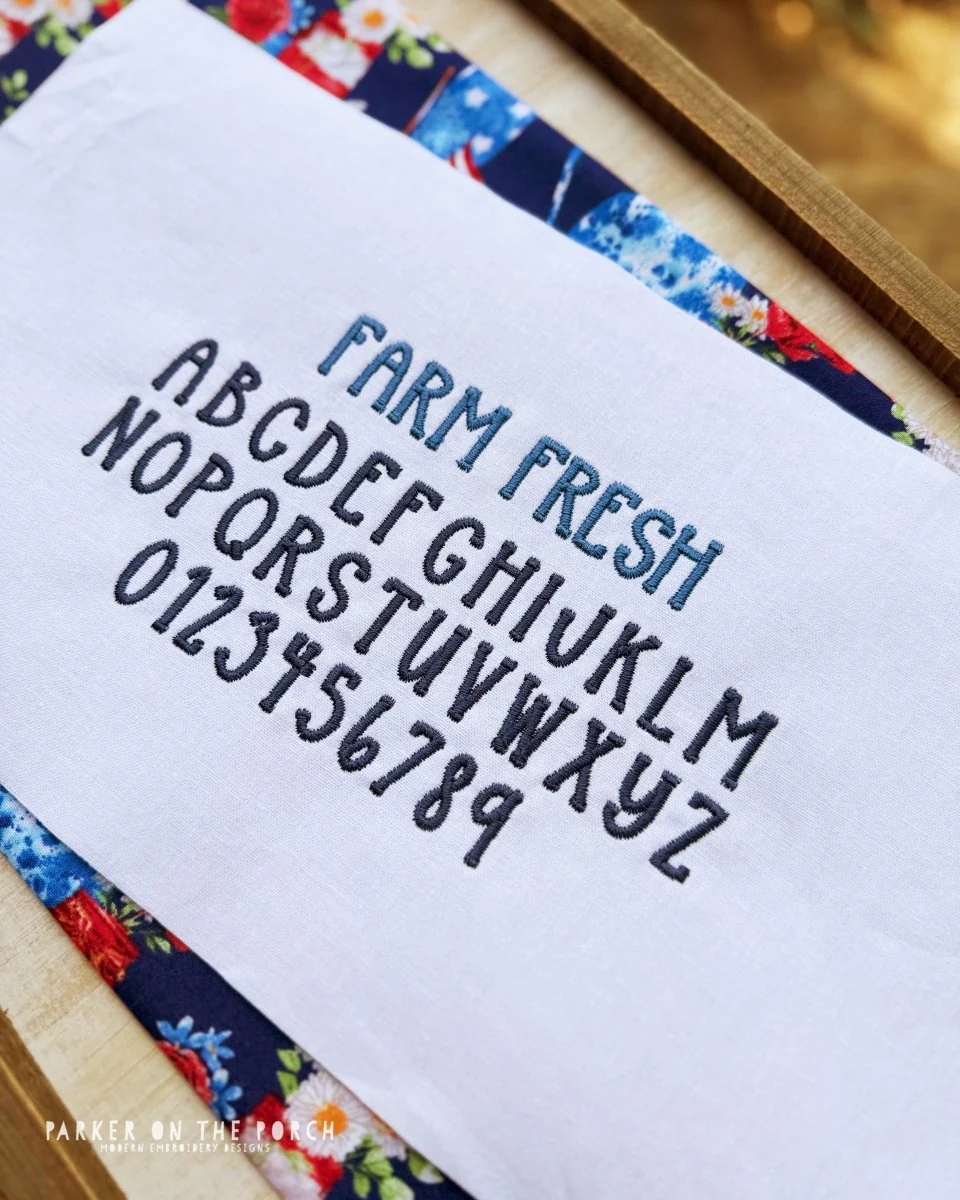 FARM FRESH
ABCDEFGHIJKLM
NOPQRSTUVWXYZ
0123456789
PARKER ON THE PORCH
MODERN EMBROIDERY DESIGNS